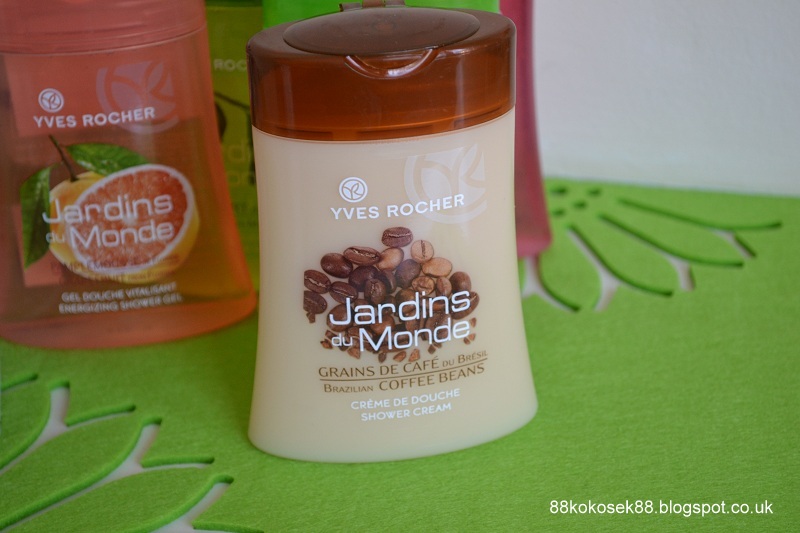 YVES ROCHER
Jardins
du Monde
GEL DOUCHE VITALISANT
ENERGIZING SHOWER GEL
ROC
YVES ROCHER
Jardins
du Monde
GRAINS DE CAFÉ DU BRÉSIL
BRAZILIAN COFFEE BEANS
CRÈME DE DOUCHE
SHOWER CREAM
88kokosek88.blogspot.co.uk